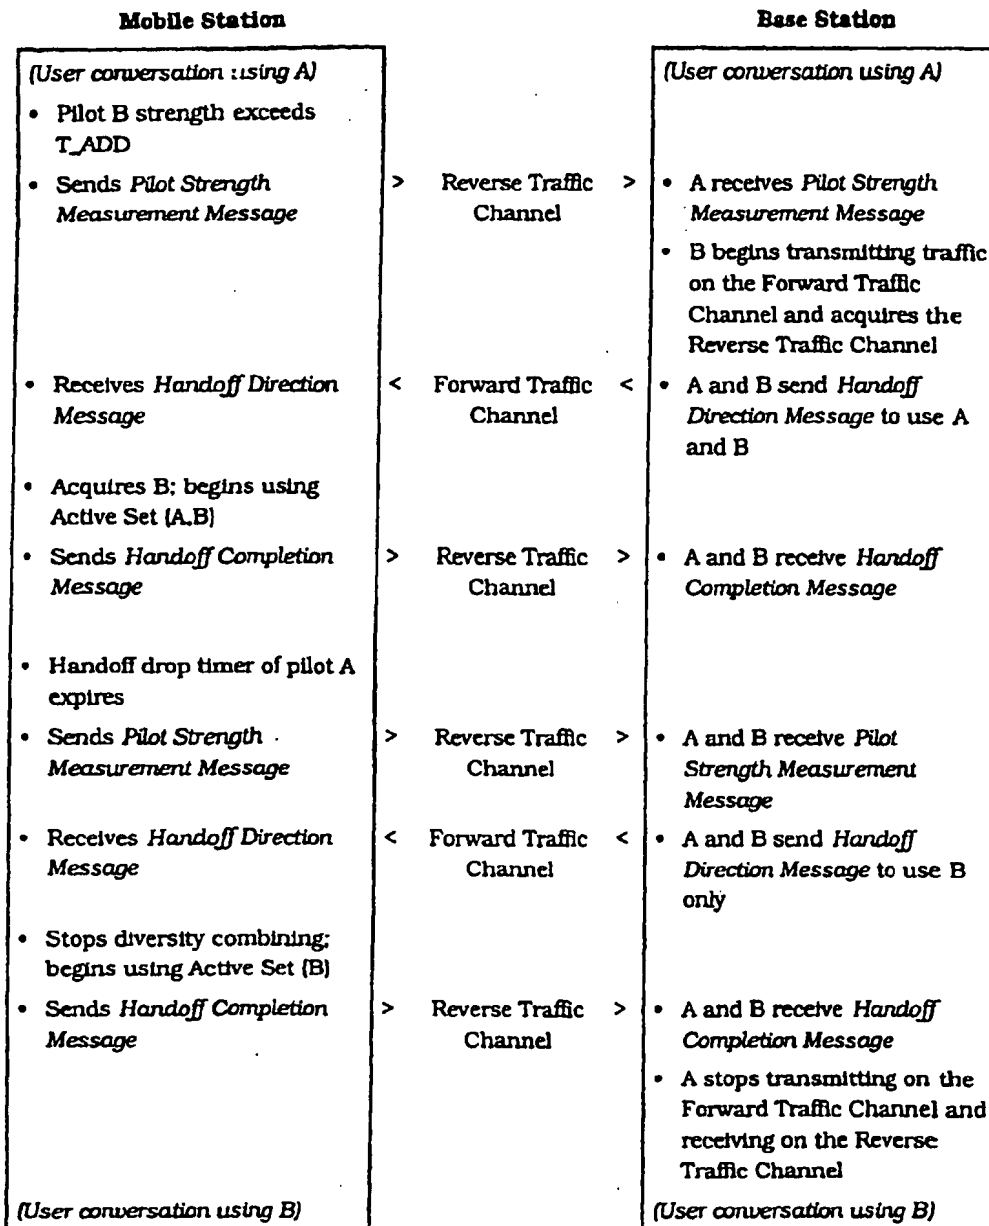 Mobile Station Base Station
(User conversation using A) (User conversation using A)
• Pilot B strength exceeds
T_ADD
• Sends Pilot Strength > Reverse Traffic > • A receives Pilot Strength
Measurement Message Channel Measurement Message
• B begins transmitting traffic
on the Forward Traffic
Channel and acquires the
Reverse Traffic Channel
• Receives Handoff Direction < Forward Traffic < • A and B send Handoff
Message Channel Direction Message to use A
and B
• Acquires B; begins using
Active Set {A,B}
• Sends Handoff Completion > Reverse Traffic > • A and B receive Handoff
Message Channel Completion Message
• Handoff drop timer of pilot A
expires
• Sends Pilot Strength > Reverse Traffic > • A and B receive Pilot
Measurement Message Channel Strength Measurement
Message
• Receives Handoff Direction < Forward Traffic < • A and B send Handoff
Message Channel Direction Message to use B
only
• Stops diversity combining;
begins using Active Set {B}
• Sends Handoff Completion > Reverse Traffic > • A and B receive Handoff
Message Channel Completion Message
• A stops transmitting on the
Forward Traffic Channel and
receiving on the Reverse
Traffic Channel
(User conversation using B) (User conversation using B)